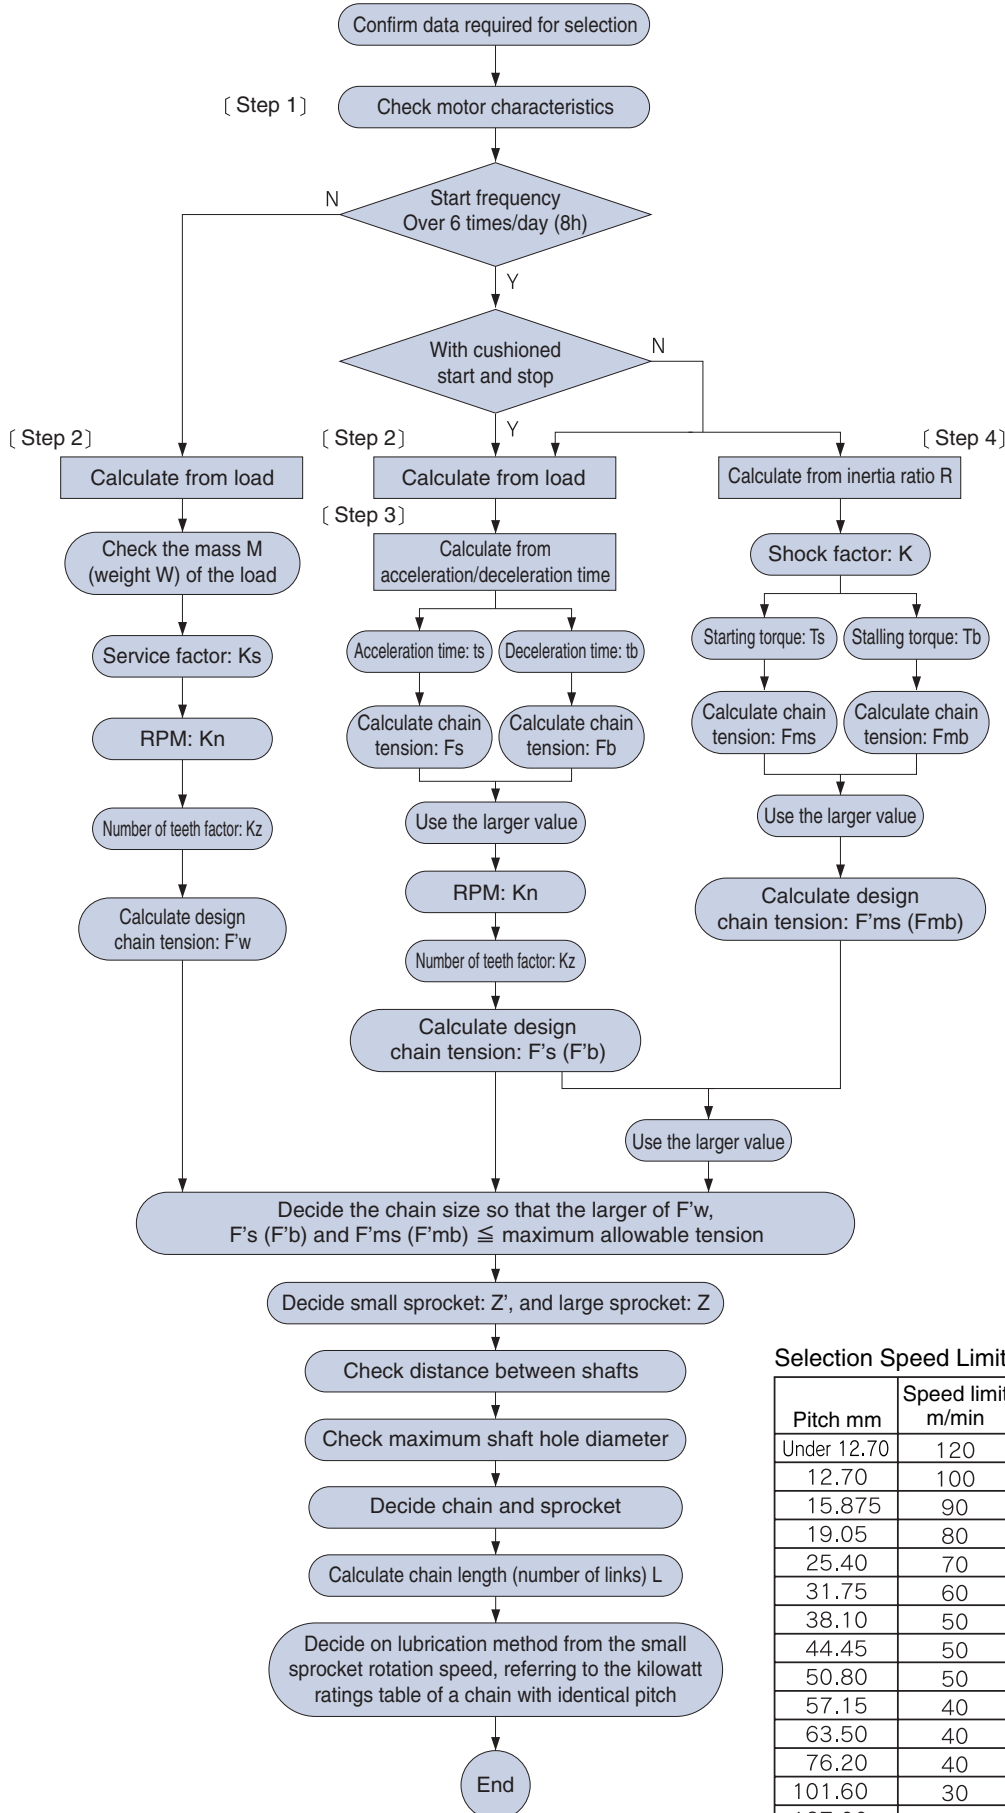 Confirm data required for selection
〔 Step 1〕
Check motor characteristics
N
Start frequency
Over 6 times/day (8h)
Y
With cushioned
start and stop
N
Y
〔 Step 2〕
Calculate from load
Check the mass M
(weight W) of the load
Service factor: Ks
RPM: Kn
Number of teeth factor: Kz
Calculate design
chain tension: F'w
〔 Step 2〕
Calculate from load
〔 Step 3〕
Calculate from
acceleration/deceleration time
Acceleration time: ts
Deceleration time: tb
Calculate chain
tension: Fs
Calculate chain
tension: Fb
Use the larger value
RPM: Kn
Number of teeth factor: Kz
Calculate design
chain tension: F's (F'b)
〔 Step 4〕
Calculate from inertia ratio R
Shock factor: K
Starting torque: Ts
Stalling torque: Tb
Calculate chain
tension: Fms
Calculate chain
tension: Fmb
Use the larger value
Calculate design
chain tension: F'ms (Fmb)
Use the larger value
Decide the chain size so that the larger of F'w,
F's (F'b) and F'ms (F'mb) ≦ maximum allowable tension
Decide small sprocket: Z', and large sprocket: Z
Check distance between shafts
Check maximum shaft hole diameter
Decide chain and sprocket
Calculate chain length (number of links) L
Decide on lubrication method from the small
sprocket rotation speed, referring to the kilowatt
ratings table of a chain with identical pitch
End
Selection Speed Limit
Pitch mm Speed limit m/min
Under 12.70 120
12.70 100
15.875 90
19.05 80
25.40 70
31.75 60
38.10 50
44.45 50
50.80 50
57.15 40
63.50 40
76.20 40
101.60 30